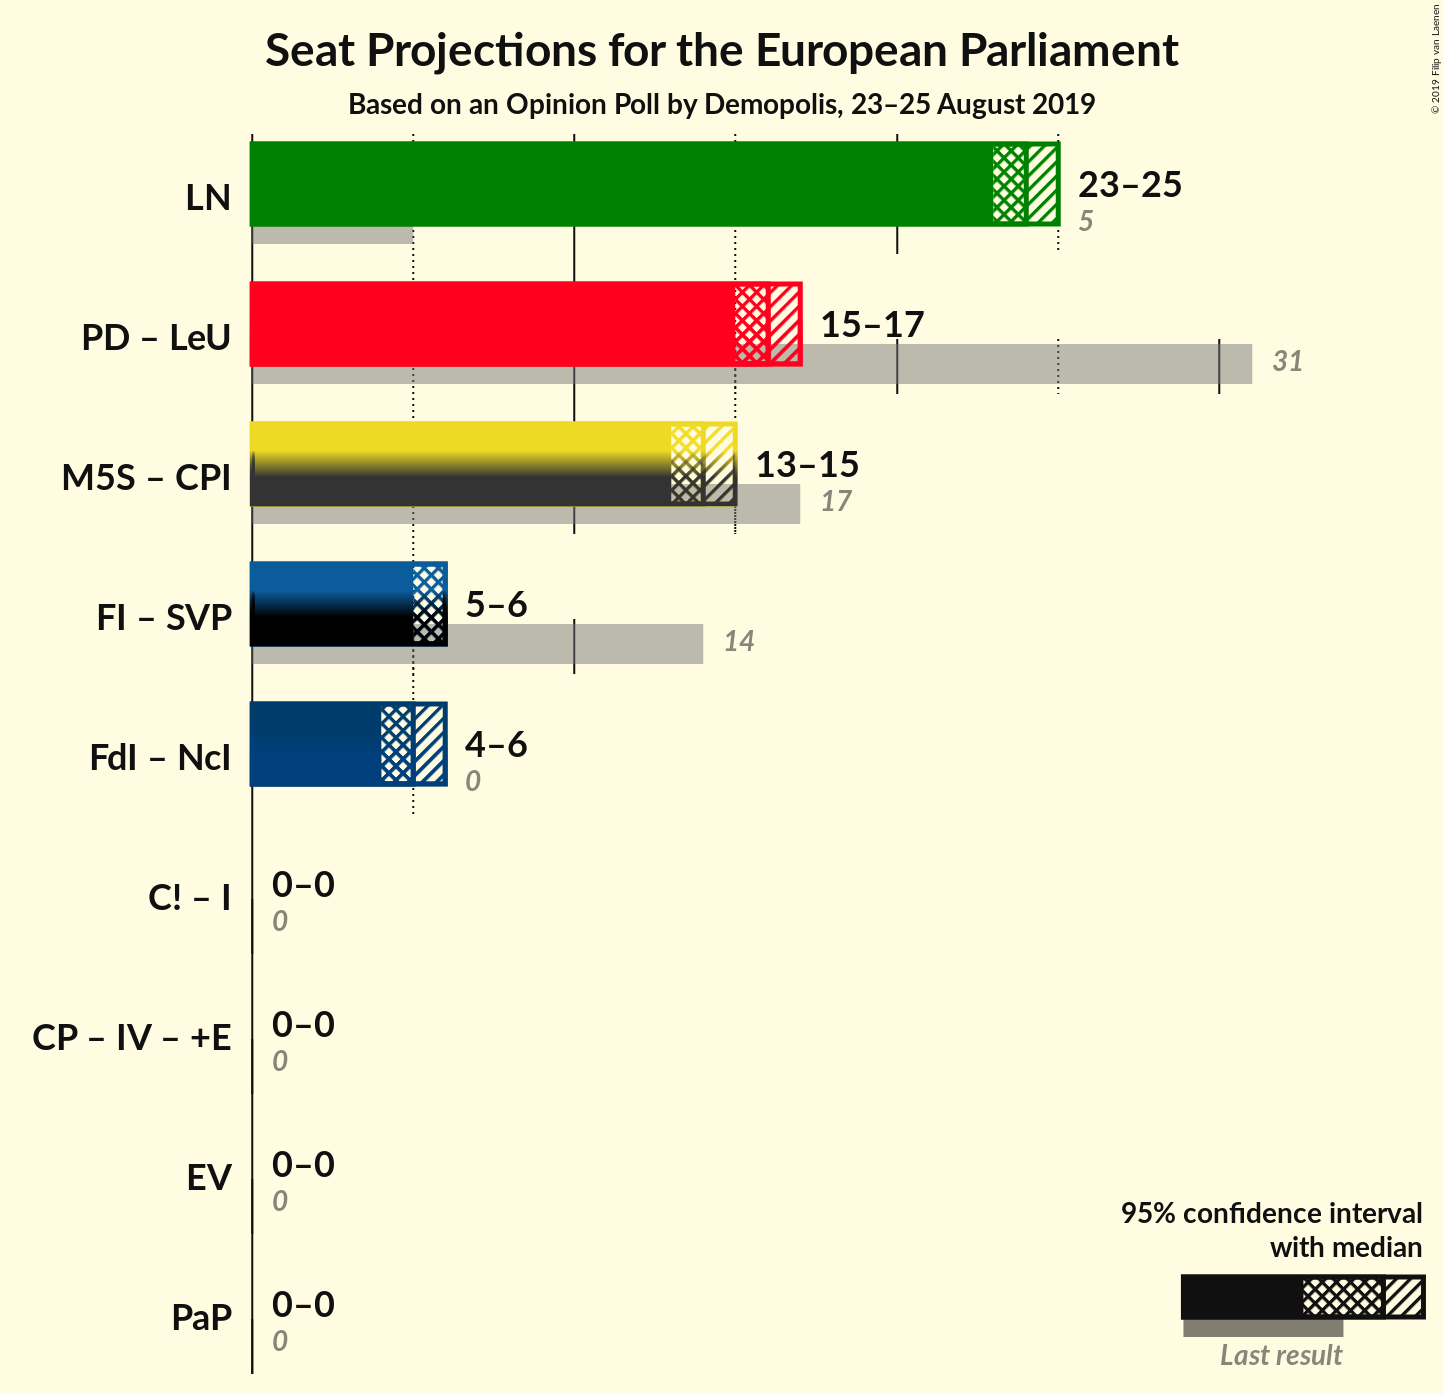 Seat Projections for the European Parliament
Based on an Opinion Poll by Demopolis, 23–25 August 2019
© 2019 Filip van Laenen
LN
23–25
5
PD – LeU
15–17
31
M5S – CPI
13–15
17
FI – SVP
5–6
14
FdI – NcI
4–6
0
C! – I
0–0
0
CP – IV – +E
0–0
0
EV
0–0
0
PaP
0–0
0
95% confidence interval
with median
Last result